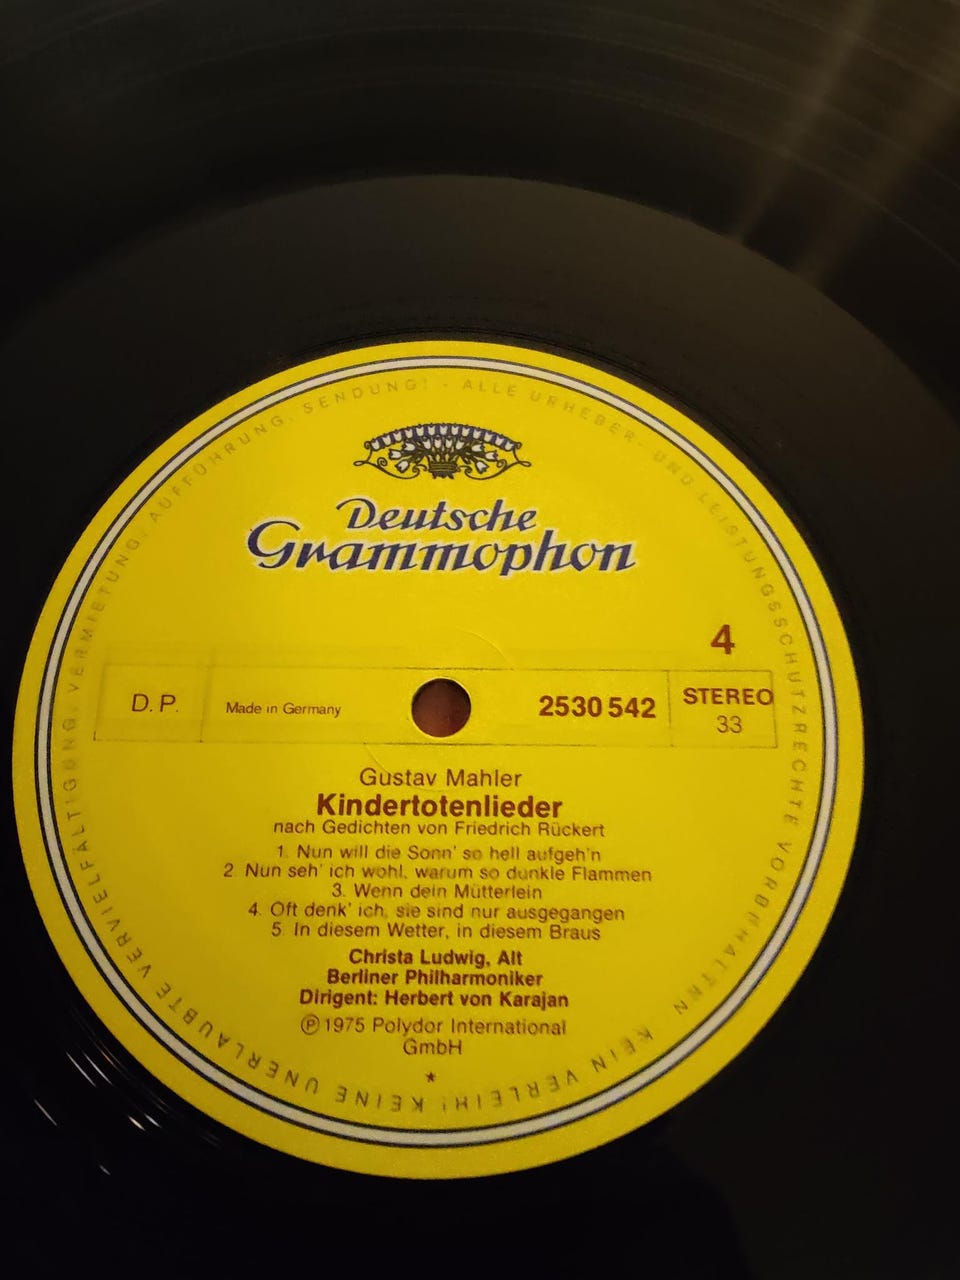 Deutsche
Grammophon
4
D. P. Made in Germany 2530 542 STEREO
33
Gustav Mahler
Kindertotenlieder
nach Gedichten von Friedrich Rückert
1. Nun will die Sonn' so hell aufgeh'n
2. Nun seh' ich wohl, warum so dunkle Flammen
3. Wenn dein Mütterlein
4. Oft denk' ich, sie sind nur ausgegangen
5. In diesem Wetter, in diesem Braus
Christa Ludwig, Alt
Berliner Philharmoniker
Dirigent: Herbert von Karajan
Ⓟ 1975 Polydor International
GmbH
*
ALLE URHEBER- UND LEISTUNGSSCHUTZRECHTE VORBEHALTEN · KEIN VERLEIH! KEINE UNERLAUBTE VERVIELFÄLTIGUNG, VERMIETUNG, AUFFÜHRUNG, SENDUNG! ·